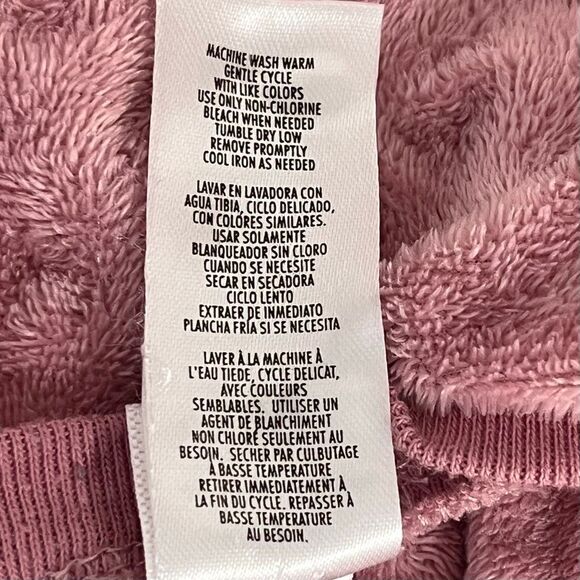 MACHINE WASH WARM
GENTLE CYCLE
WITH LIKE COLORS
USE ONLY NON-CHLORINE
BLEACH WHEN NEEDED
TUMBLE DRY LOW
REMOVE PROMPTLY
COOL IRON AS NEEDED
LAVAR EN LAVADORA CON
AGUA TIBIA, CICLO DELICADO,
CON COLORES SIMILARES.
USAR SOLAMENTE
BLANQUEADOR SIN CLORO
CUANDO SE NECESITE
SECAR EN SECADORA
CICLO LENTO
EXTRAER DE INMEDIATO
PLANCHA FRÍA SI SE NECESITA
LAVER À LA MACHINE À
L'EAU TIEDE, CYCLE DELICAT,
AVEC COULEURS
SEMBLABLES. UTILISER UN
AGENT DE BLANCHIMENT
NON CHLORÉ SEULEMENT AU
BESOIN. SECHER PAR CULBUTAGE
À BASSE TEMPERATURE
RETIRER IMMEDIATEMENT À
LA FIN DU CYCLE. REPASSER À
BASSE TEMPERATURE
AU BESOIN.